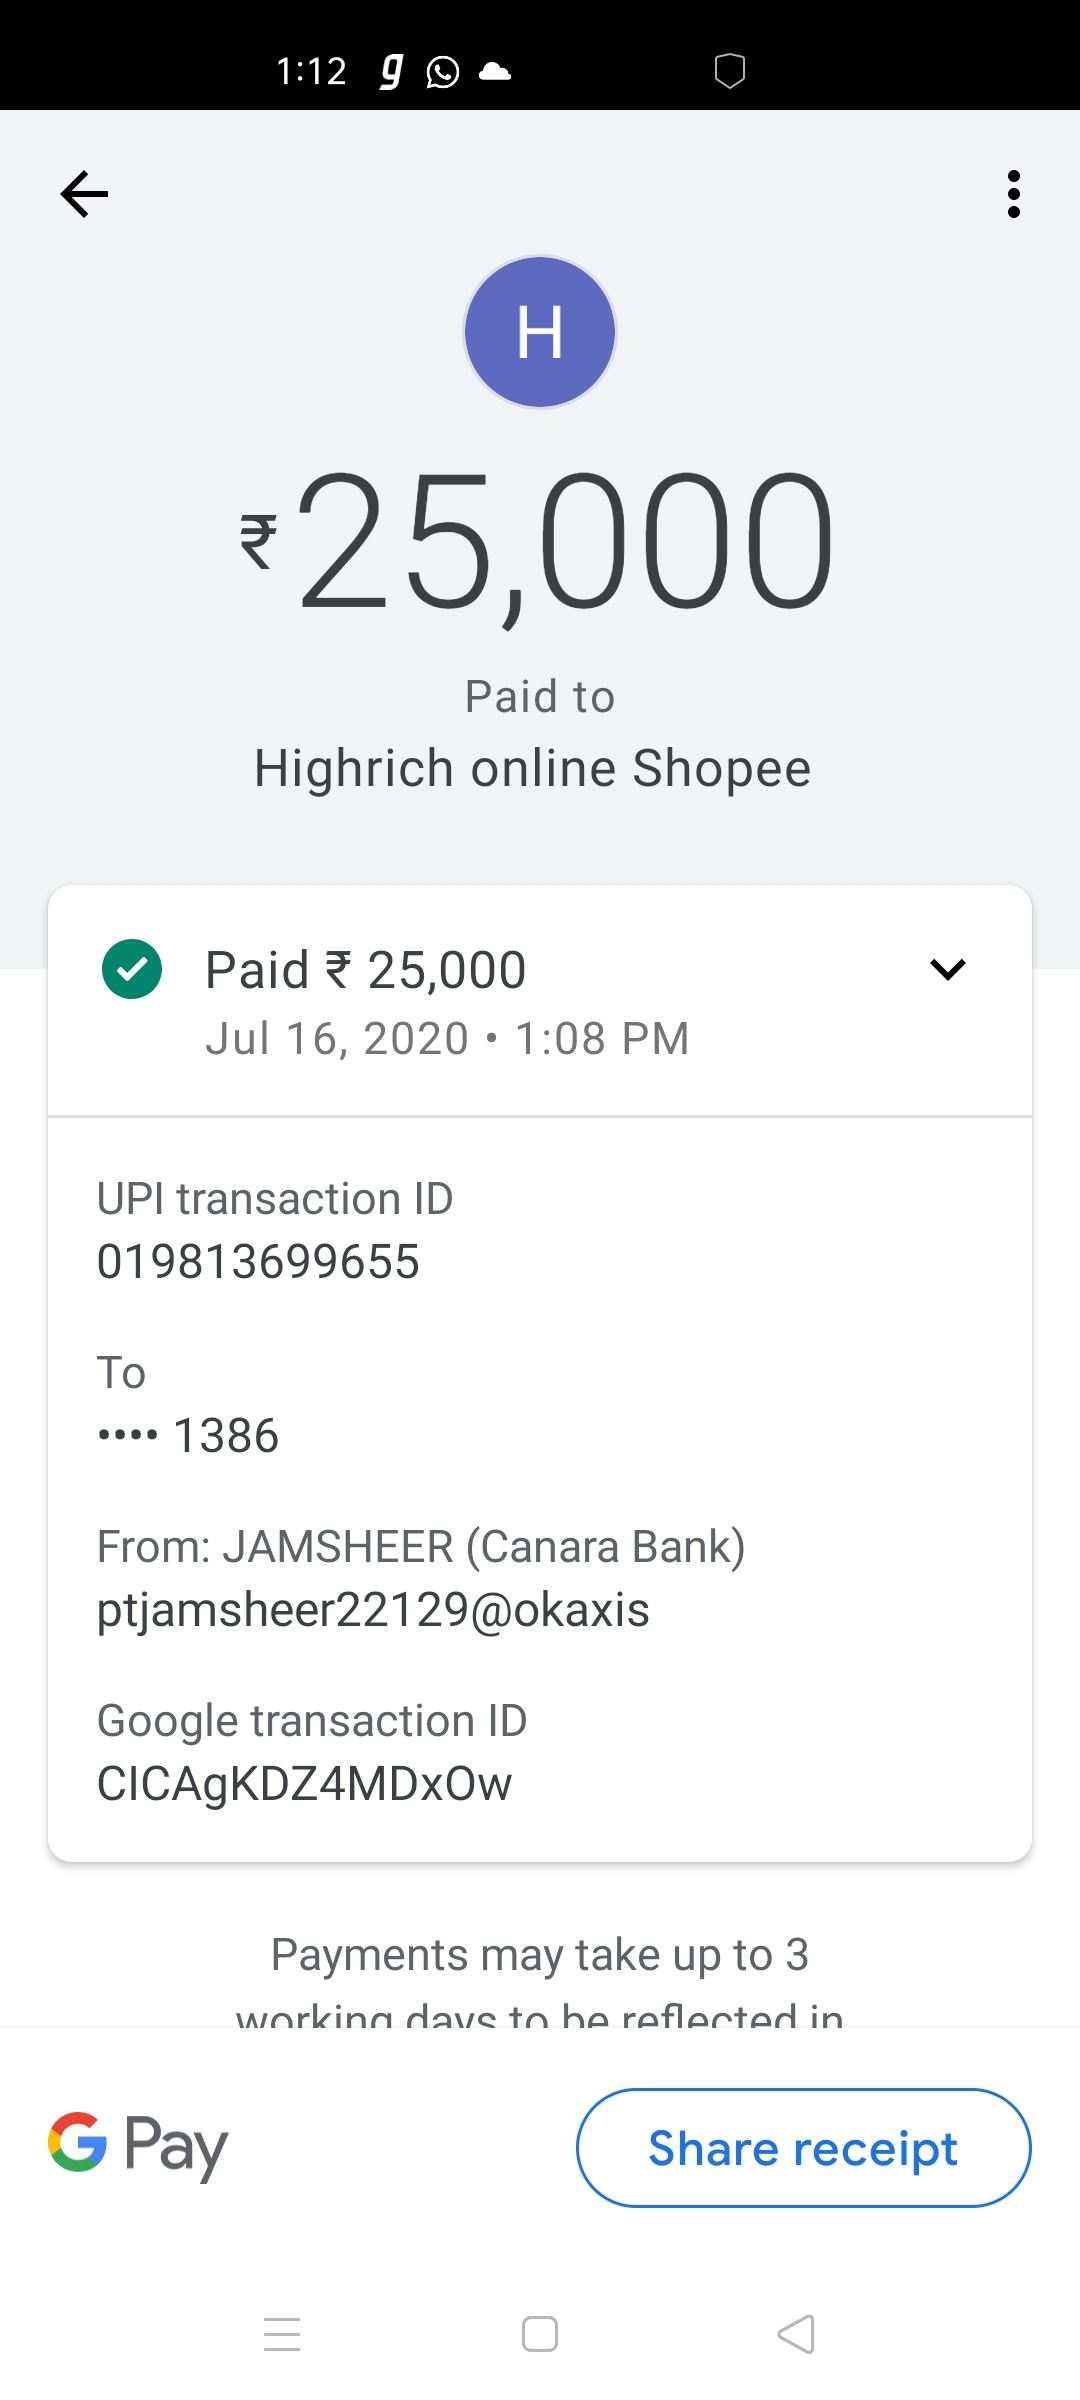 1:12
H
₹25,000
Paid to
Highrich online Shopee
Paid ₹ 25,000
Jul 16, 2020 • 1:08 PM
UPI transaction ID
019813699655
To
•••• 1386
From: JAMSHEER (Canara Bank)
ptjamsheer22129@okaxis
Google transaction ID
CICAgKDZ4MDxOw
Payments may take up to 3
working days to be reflected in
G Pay
Share receipt